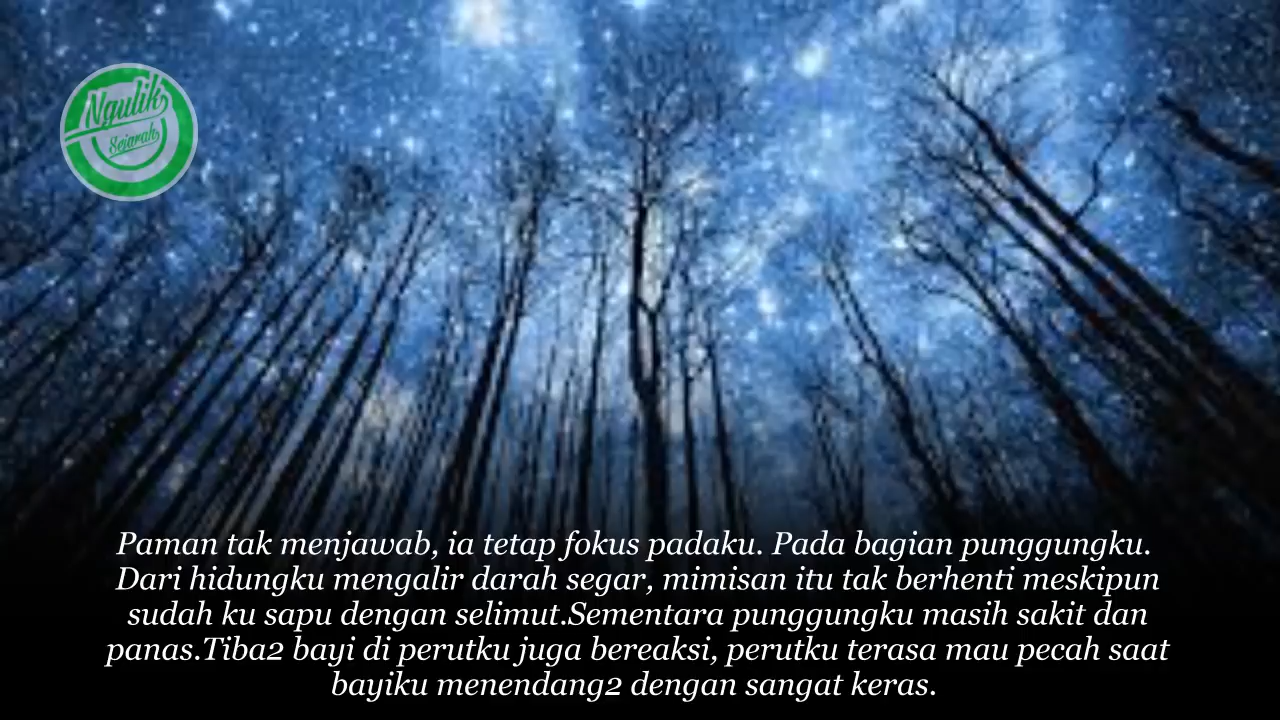 Ngulik
Sejarah
Paman tak menjawab, ia tetap fokus padaku. Pada bagian punggungku.
Dari hidungku mengalir darah segar, mimisan itu tak berhenti meskipun
sudah ku sapu dengan selimut.Sementara punggungku masih sakit dan
panas.Tiba2 bayi di perutku juga bereaksi, perutku terasa mau pecah saat
bayiku menendang2 dengan sangat keras.